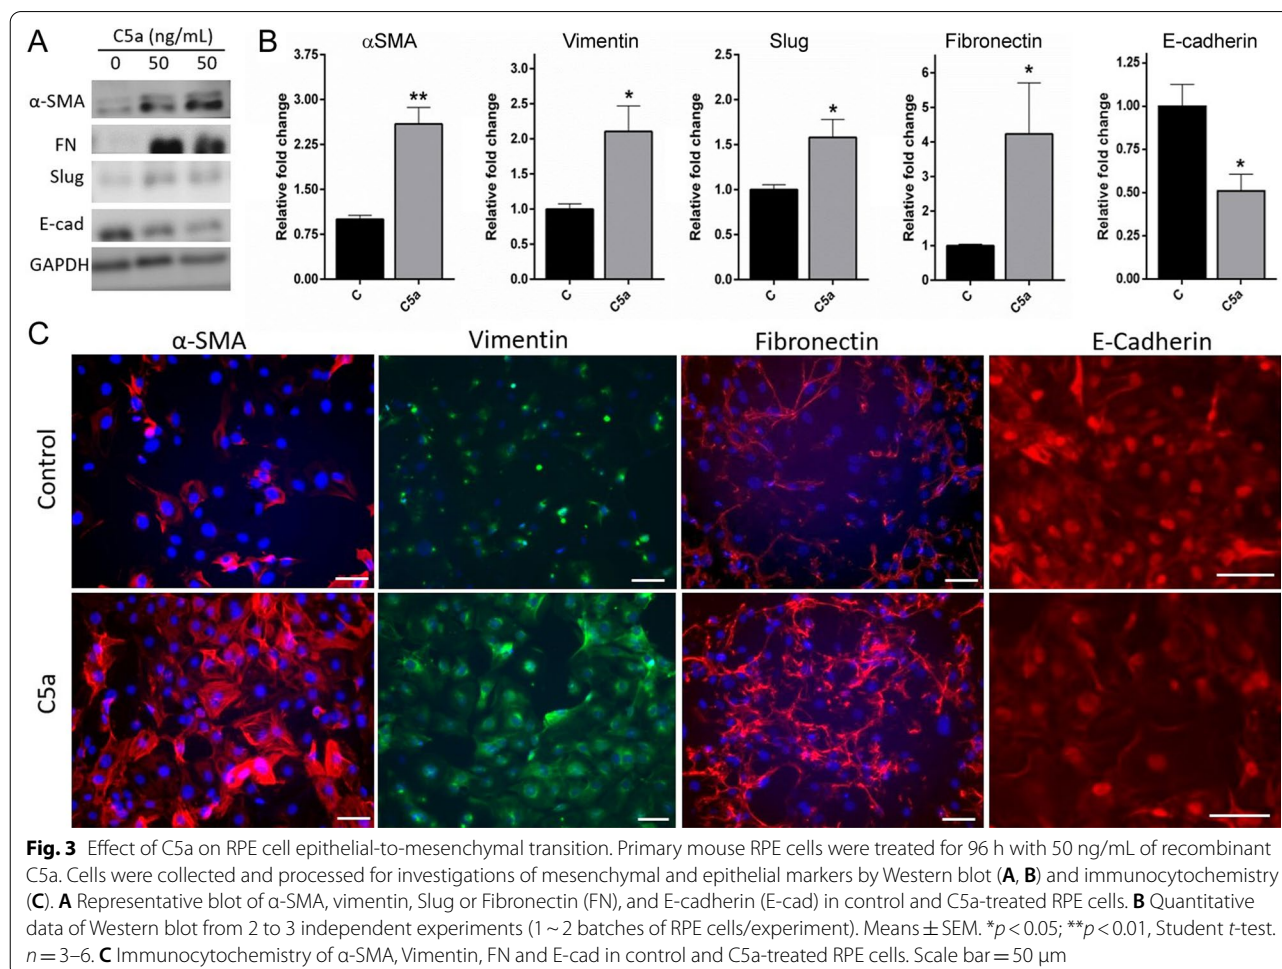 A
C5a (ng/mL)
0 50 50
α-SMA
FN
Slug
E-cad
GAPDH
B
αSMA
Relative fold change
3.75
3.00
2.25
1.50
0.75
0.00
**
C
C5a
Vimentin
Relative fold change
3.0
2.5
2.0
1.5
1.0
0.5
0.0
*
C
C5a
Slug
Relative fold change
2.5
2.0
1.5
1.0
0.5
0.0
*
C
C5a
Fibronectin
Relative fold change
6
5
4
3
2
1
0
*
C
C5a
E-cadherin
Relative fold change
1.25
1.00
0.75
0.50
0.25
0.00
*
C
C5a
C
α-SMA Vimentin Fibronectin E-Cadherin
Control
C5a
Fig. 3 Effect of C5a on RPE cell epithelial-to-mesenchymal transition. Primary mouse RPE cells were treated for 96 h with 50 ng/mL of recombinant
C5a. Cells were collected and processed for investigations of mesenchymal and epithelial markers by Western blot (A, B) and immunocytochemistry
(C). A Representative blot of α-SMA, vimentin, Slug or Fibronectin (FN), and E-cadherin (E-cad) in control and C5a-treated RPE cells. B Quantitative
data of Western blot from 2 to 3 independent experiments (1 ~ 2 batches of RPE cells/experiment). Means ± SEM. *p < 0.05; **p < 0.01, Student t-test.
n = 3–6. C Immunocytochemistry of α-SMA, Vimentin, FN and E-cad in control and C5a-treated RPE cells. Scale bar = 50 μm